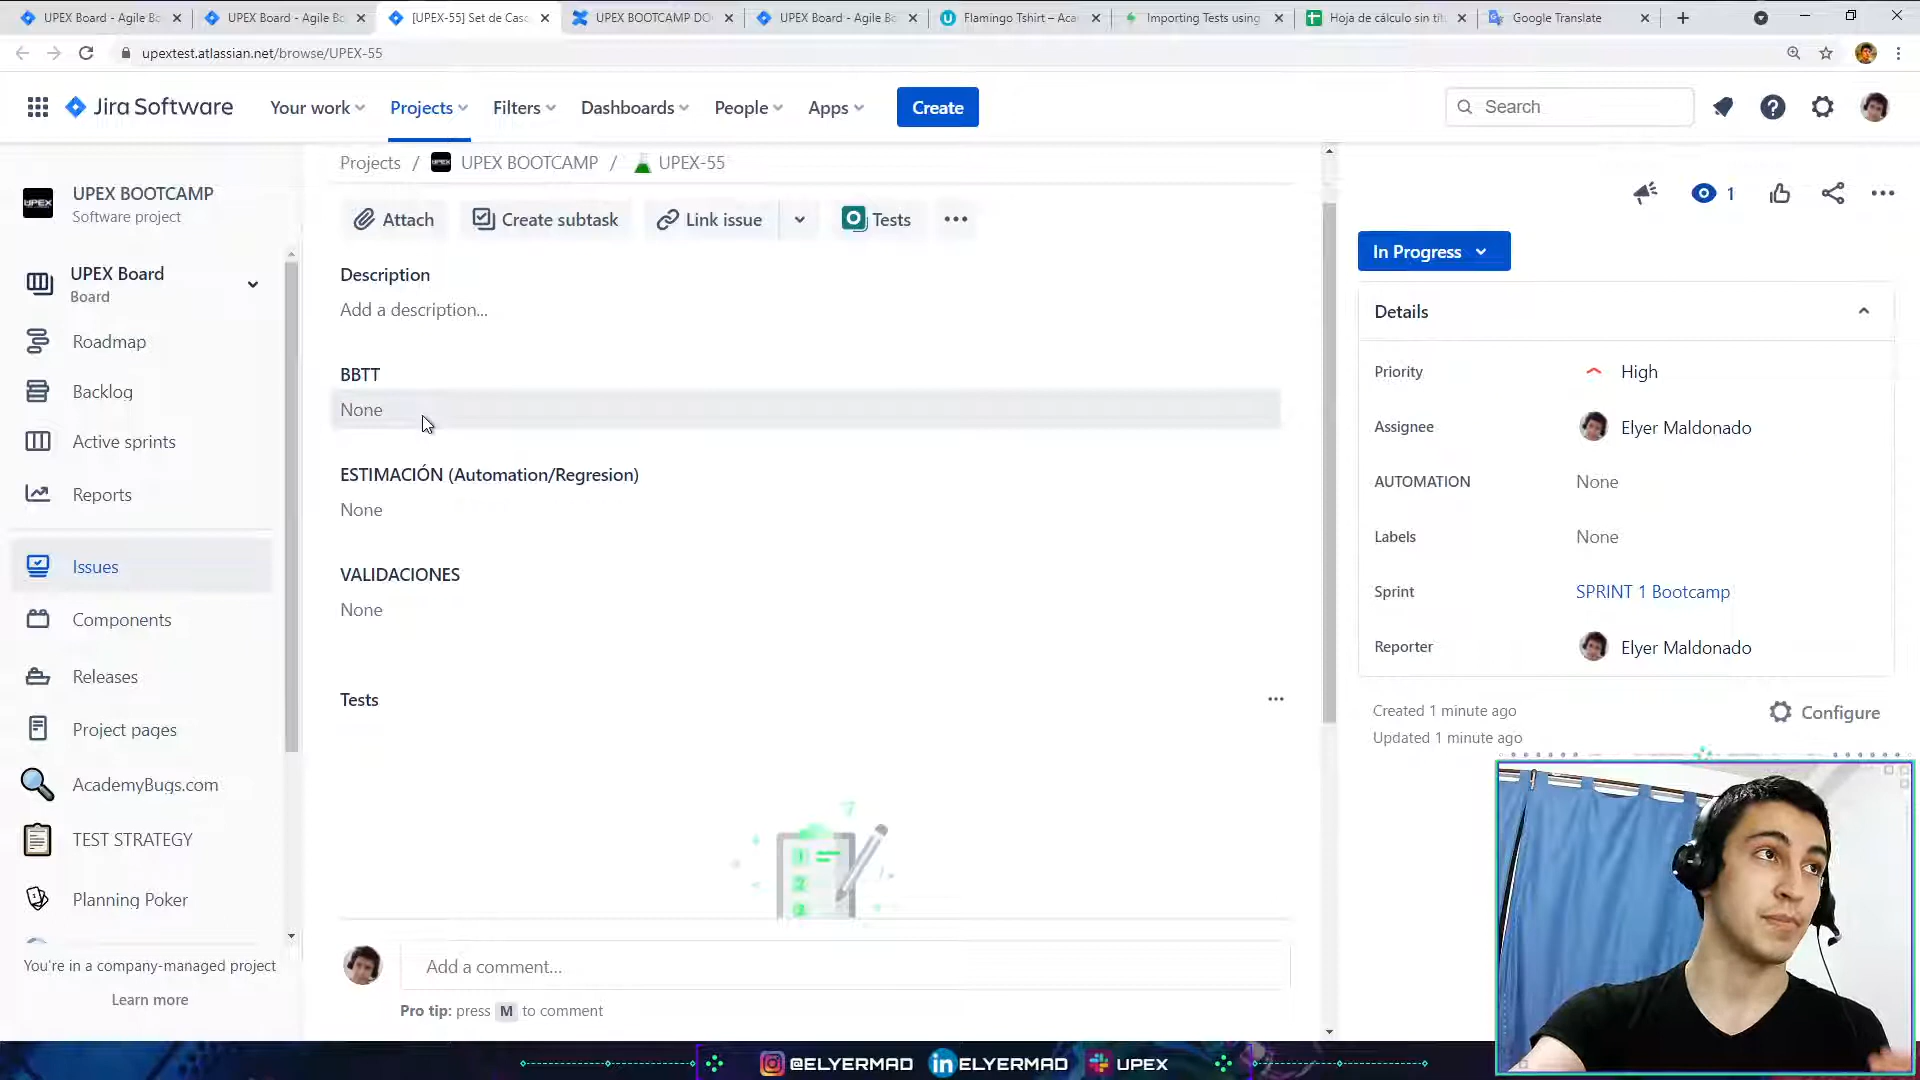 UPEX Board - Agile Bo
UPEX Board - Agile Bo
[UPEX-55] Set de Caso
UPEX BOOTCAMP DO
UPEX Board - Agile Bo
Flamingo Tshirt – Aca
Importing Tests using
Hoja de cálculo sin tít
Google Translate
upextest.atlassian.net/browse/UPEX-55
Jira Software
Your work
Projects
Filters
Dashboards
People
Apps
Create
Search
UPEX BOOTCAMP
Software project
UPEX Board
Board
Roadmap
Backlog
Active sprints
Reports
Issues
Components
Releases
Project pages
AcademyBugs.com
TEST STRATEGY
Planning Poker
You're in a company-managed project
Learn more
Projects / UPEX BOOTCAMP / UPEX-55
Attach
Create subtask
Link issue
Tests
Description
Add a description...
BBTT
None
ESTIMACIÓN (Automation/Regresion)
None
VALIDACIONES
None
Tests
Add a comment...
Pro tip: press M to comment
1
In Progress
Details
Priority
High
Assignee
Elyer Maldonado
AUTOMATION
None
Labels
None
Sprint
SPRINT 1 Bootcamp
Reporter
Elyer Maldonado
Created 1 minute ago
Updated 1 minute ago
Configure
@ELYERMAD
ELYERMAD
UPEX